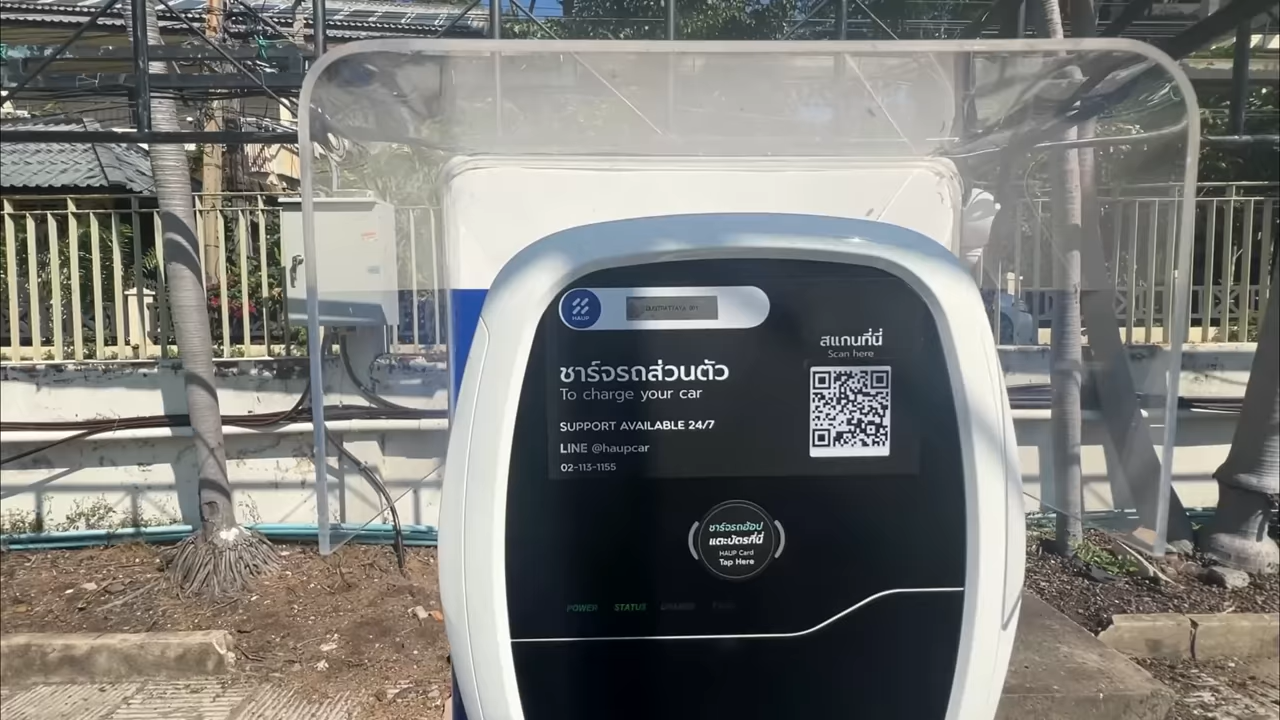 HAUP
ชาร์จรถส่วนตัว
To charge your car
SUPPORT AVAILABLE 24/7
LINE @haupcar
02-113-1155
สแกนที่นี่
Scan here
ชาร์จรถฮ้อป
แตะบัตรที่นี่
HAUP Card
Tap Here
POWER STATUS CHARGE